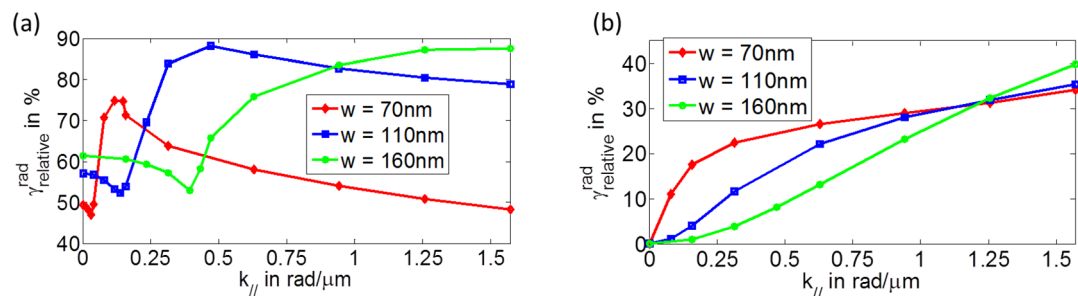 (a)
γ^rad_relative in %
90
80
70
60
50
40
w = 70nm
w = 110nm
w = 160nm
0 0.25 0.5 0.75 1 1.25 1.5
k_// in rad/μm
(b)
γ^rad_relative in %
40
30
20
10
0
w = 70nm
w = 110nm
w = 160nm
0 0.25 0.5 0.75 1 1.25 1.5
k_// in rad/μm